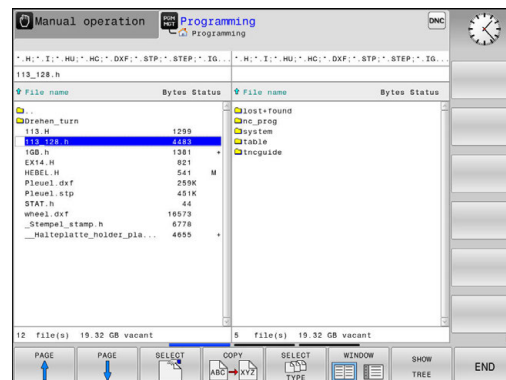 Manual operation
PGM
MGT
Programming
Programming
DNC
*.H;*.I;*.HU;*.HC;*.DXF;*.STP;*.STEP;*.IG...
*.H;*.I;*.HU;*.HC;*.DXF;*.STP;*.STEP;*.IG...
113_128.h
File name Bytes Status
File name Bytes Status
..
Drehen_turn
113.H 1299
113_128.h 4483
1GB.h 1381 +
EX14.H 821
HEBEL.H 541 M
Pleuel.dxf 259K
Pleuel.stp 451K
STAT.h 44
wheel.dxf 16573
_Stempel_stamp.h 6778
__Halteplatte_holder_pla... 4655 +
lost+found
nc_prog
system
table
tncguide
12 file(s) 19.32 GB vacant
5 file(s) 19.32 GB vacant
PAGE
PAGE
SELECT
COPY
ABC XYZ
SELECT
TYPE
WINDOW
SHOW
TREE
END